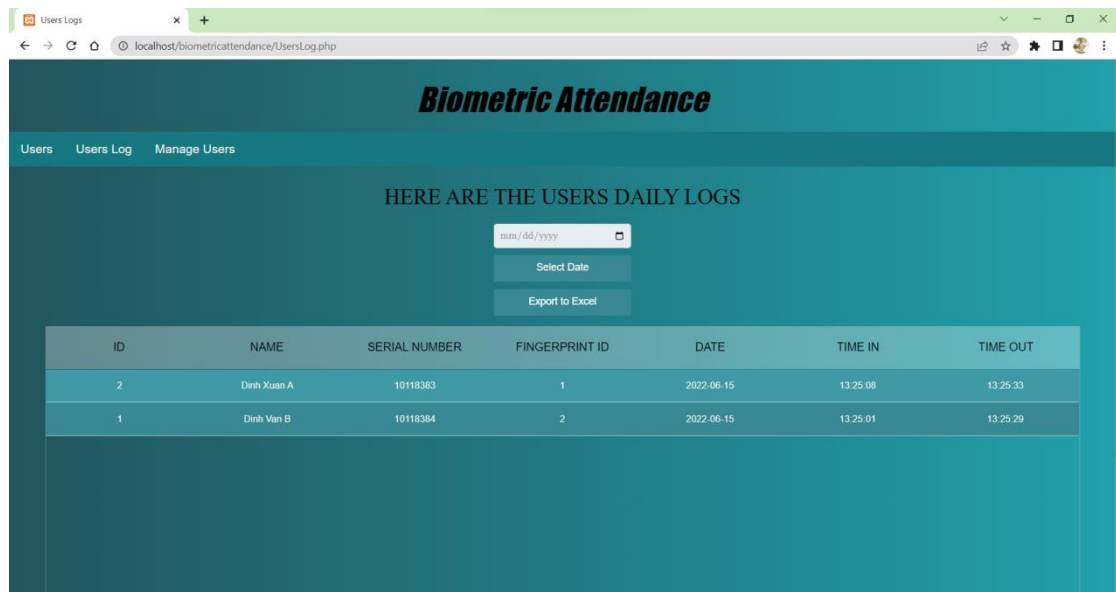 Users Logs
localhost/biometricattendance/UsersLog.php
Biometric Attendance
Users Users Log Manage Users
HERE ARE THE USERS DAILY LOGS
mm/dd/yyyy
Select Date
Export to Excel
ID NAME SERIAL NUMBER FINGERPRINT ID DATE TIME IN TIME OUT
2 Dinh Xuan A 10118383 1 2022-06-15 13:25:08 13:25:33
1 Dinh Van B 10118384 2 2022-06-15 13:25:01 13:25:29